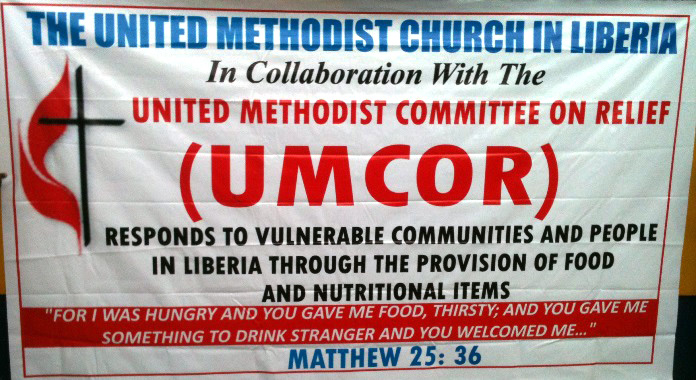 THE UNITED METHODIST CHURCH IN LIBERIA
In Collaboration With The
UNITED METHODIST COMMITTEE ON RELIEF
(UMCOR)
RESPONDS TO VULNERABLE COMMUNITIES AND PEOPLE
IN LIBERIA THROUGH THE PROVISION OF FOOD
AND NUTRITIONAL ITEMS
"FOR I WAS HUNGRY AND YOU GAVE ME FOOD, THIRSTY; AND YOU GAVE ME
SOMETHING TO DRINK STRANGER AND YOU WELCOMED ME..."
MATTHEW 25: 36